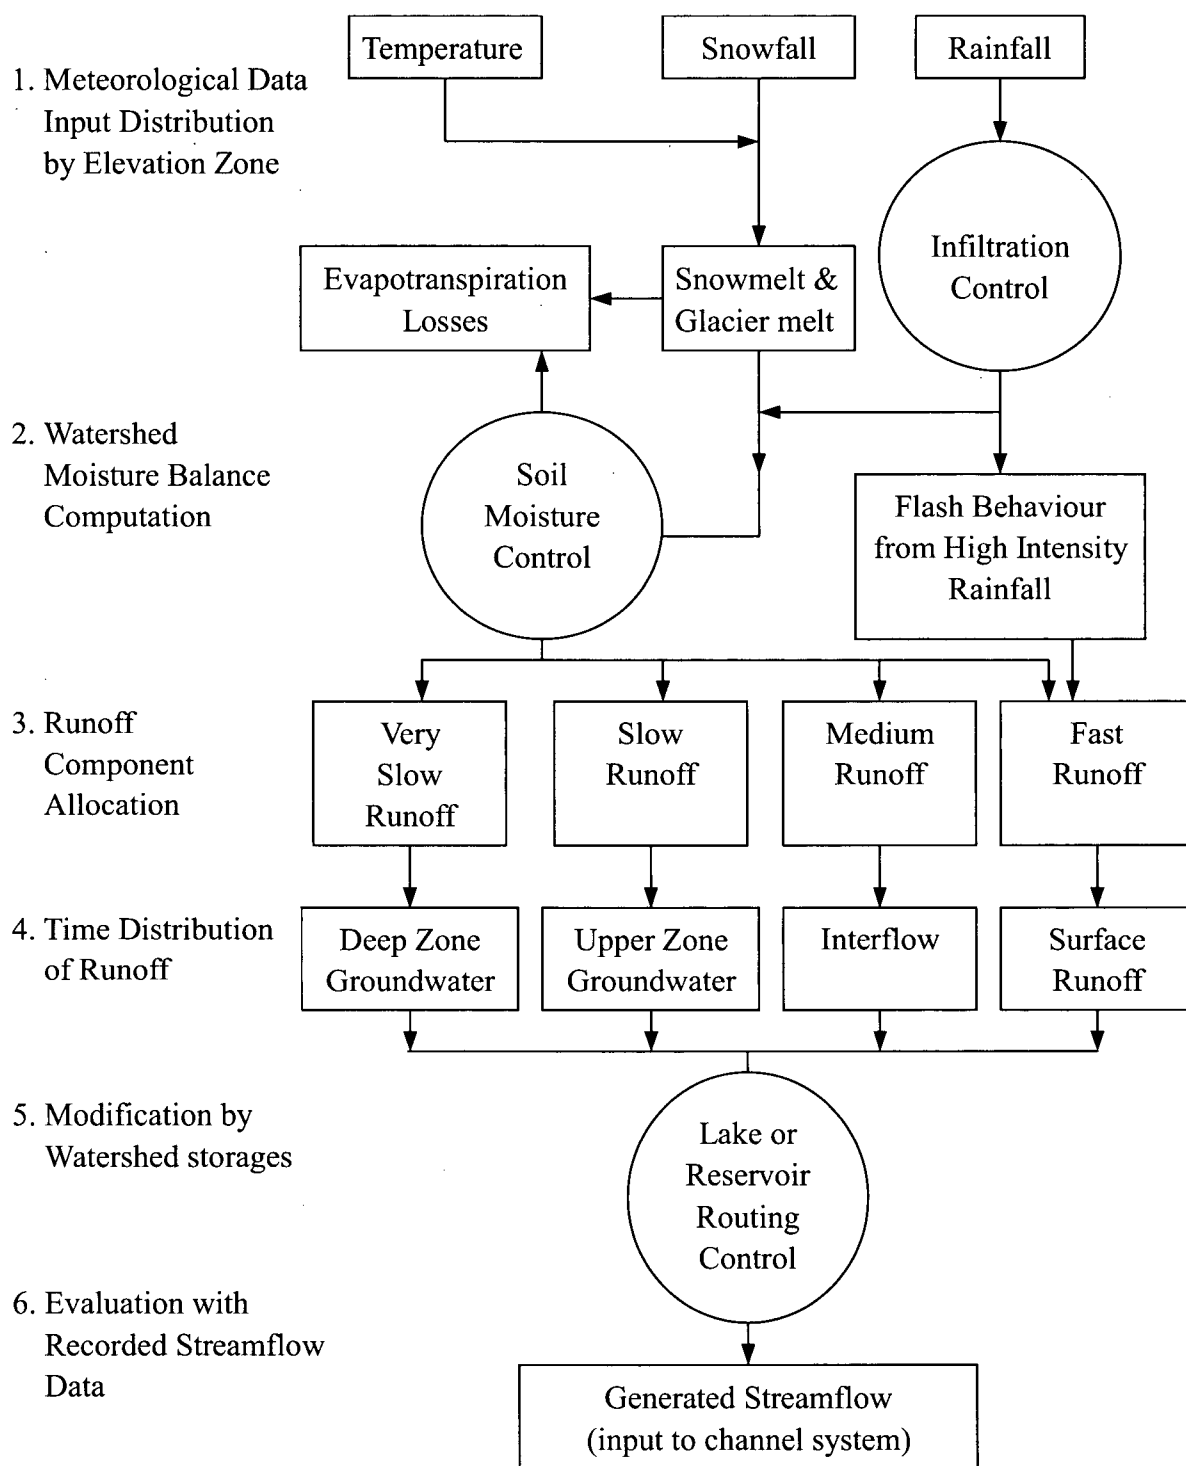 Temperature
Snowfall
Rainfall
1. Meteorological Data
Input Distribution
by Elevation Zone
Infiltration
Control
Evapotranspiration
Losses
Snowmelt &
Glacier melt
2. Watershed
Moisture Balance
Computation
Soil
Moisture
Control
Flash Behaviour
from High Intensity
Rainfall
3. Runoff
Component
Allocation
Very
Slow
Runoff
Slow
Runoff
Medium
Runoff
Fast
Runoff
4. Time Distribution
of Runoff
Deep Zone
Groundwater
Upper Zone
Groundwater
Interflow
Surface
Runoff
5. Modification by
Watershed storages
Lake or
Reservoir
Routing
Control
6. Evaluation with
Recorded Streamflow
Data
Generated Streamflow
(input to channel system)